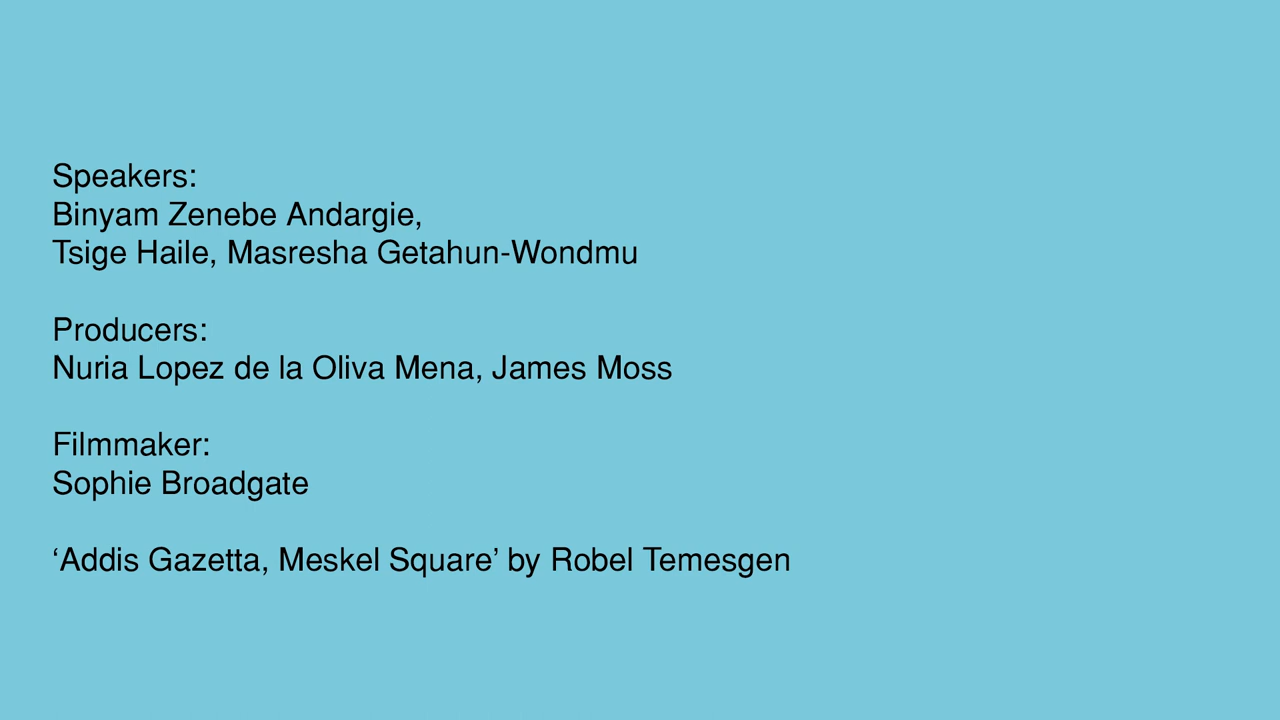 Speakers:
Binyam Zenebe Andargie,
Tsige Haile, Masresha Getahun-Wondmu
Producers:
Nuria Lopez de la Oliva Mena, James Moss
Filmmaker:
Sophie Broadgate
‘Addis Gazetta, Meskel Square’ by Robel Temesgen